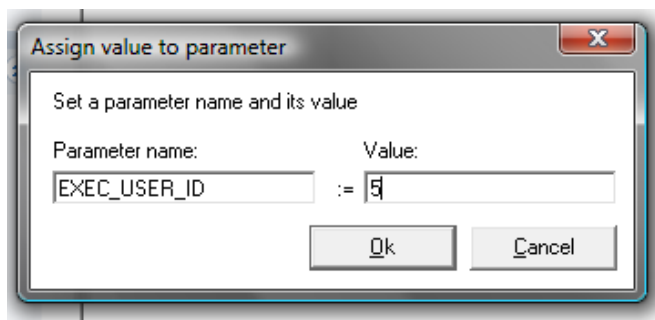 Assign value to parameter
Set a parameter name and its value
Parameter name: Value:
EXEC_USER_ID := 5
Ok Cancel